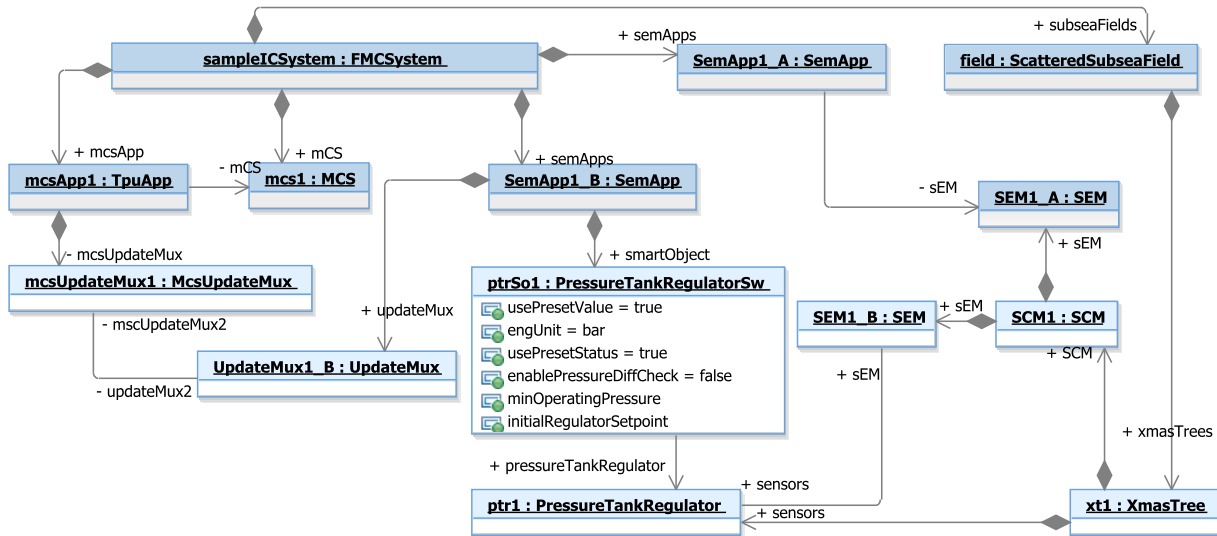 + subseaFields
+ semApps
sampleICSystem : FMCSystem
SemApp1_A : SemApp
field : ScatteredSubseaField
+ mcsApp
- mCS
+ mCS
+ semApps
mcsApp1 : TpuApp
mcs1 : MCS
SemApp1_B : SemApp
- sEM
SEM1_A : SEM
- mcsUpdateMux
+ smartObject
+ sEM
mcsUpdateMux1 : McsUpdateMux
ptrSo1 : PressureTankRegulatorSw
usePresetValue = true
engUnit = bar
usePresetStatus = true
enablePressureDiffCheck = false
minOperatingPressure
initialRegulatorSetpoint
+ updateMux
- mscUpdateMux2
+ sEM
SEM1_B : SEM
SCM1 : SCM
+ SCM
UpdateMux1_B : UpdateMux
+ sEM
- updateMux2
+ xmasTrees
+ pressureTankRegulator
+ sensors
ptr1 : PressureTankRegulator
+ sensors
xt1 : XmasTree